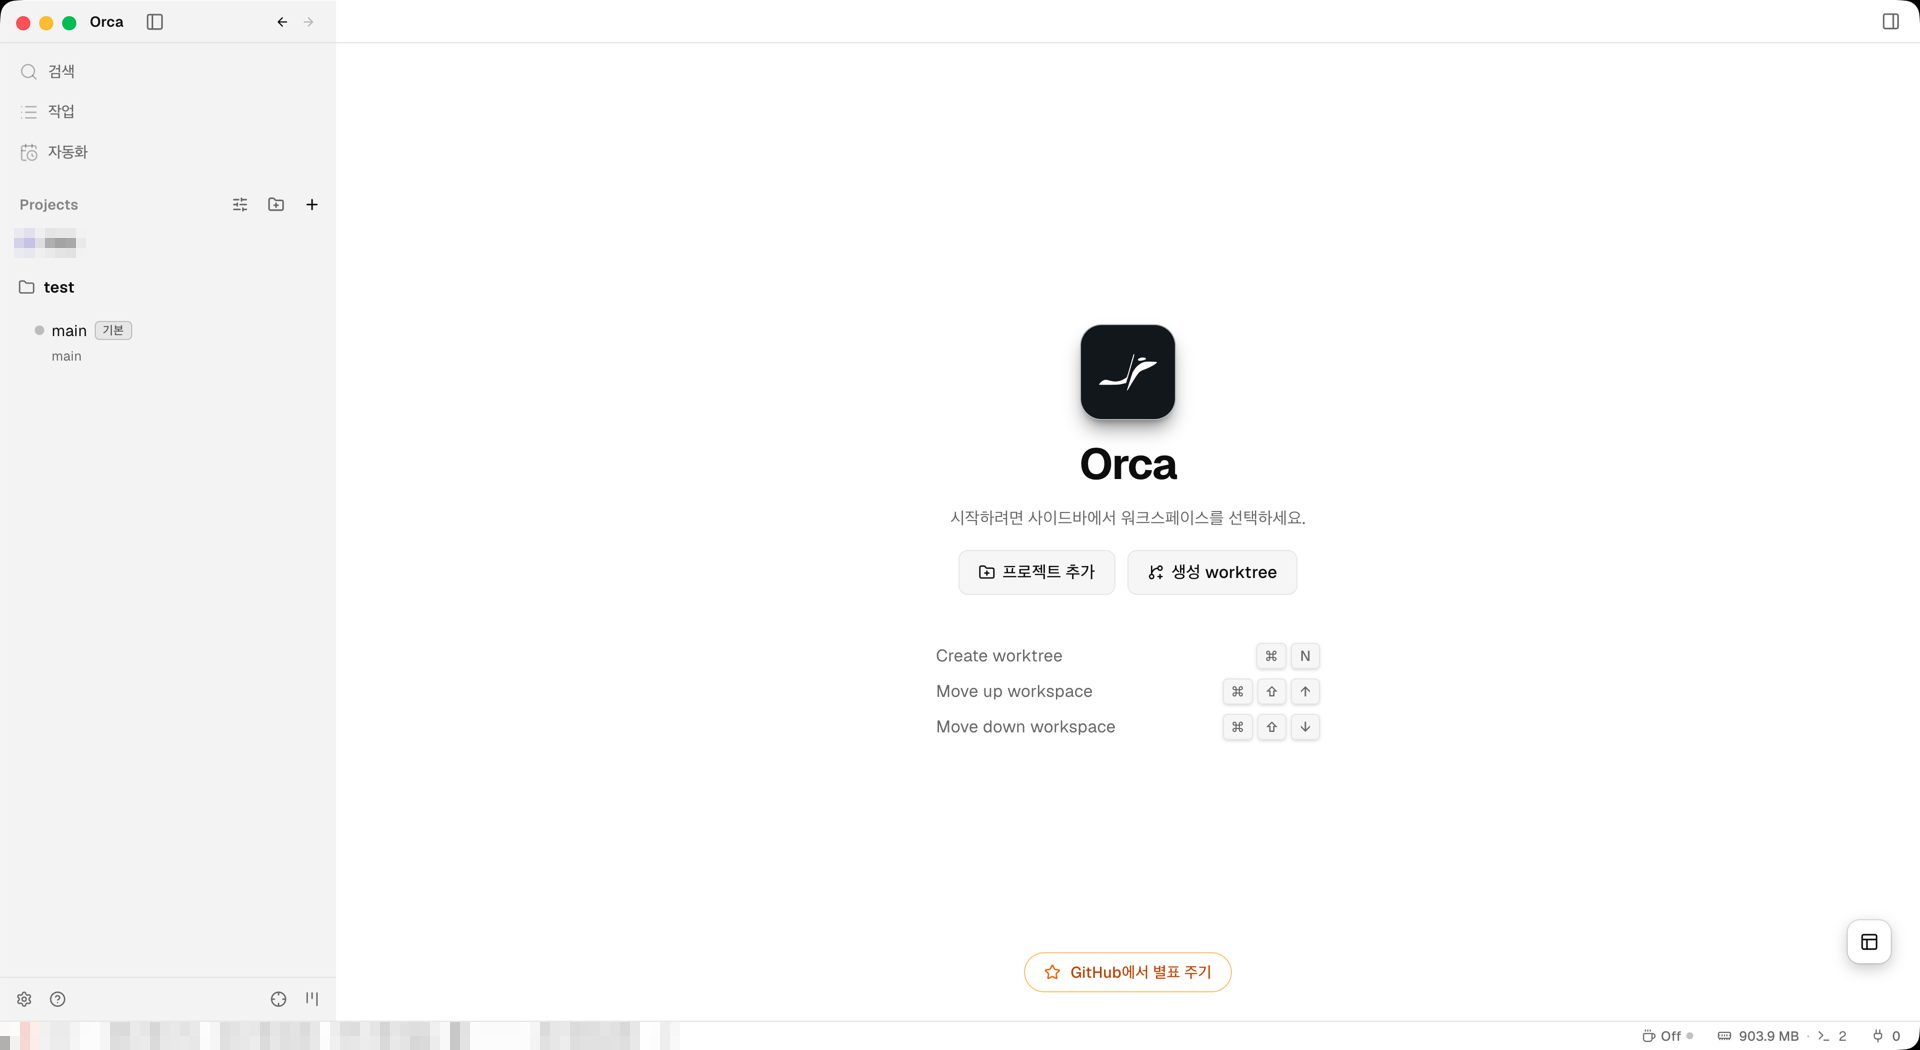 Orca
검색
작업
자동화
Projects
test
main 기본
main
Orca
시작하려면 사이드바에서 워크스페이스를 선택하세요.
프로젝트 추가 생성 worktree
Create worktree ⌘ N
Move up workspace ⌘ ⇧ ↑
Move down workspace ⌘ ⇧ ↓
GitHub에서 별표 주기
Off 903.9 MB · >_ 2 0